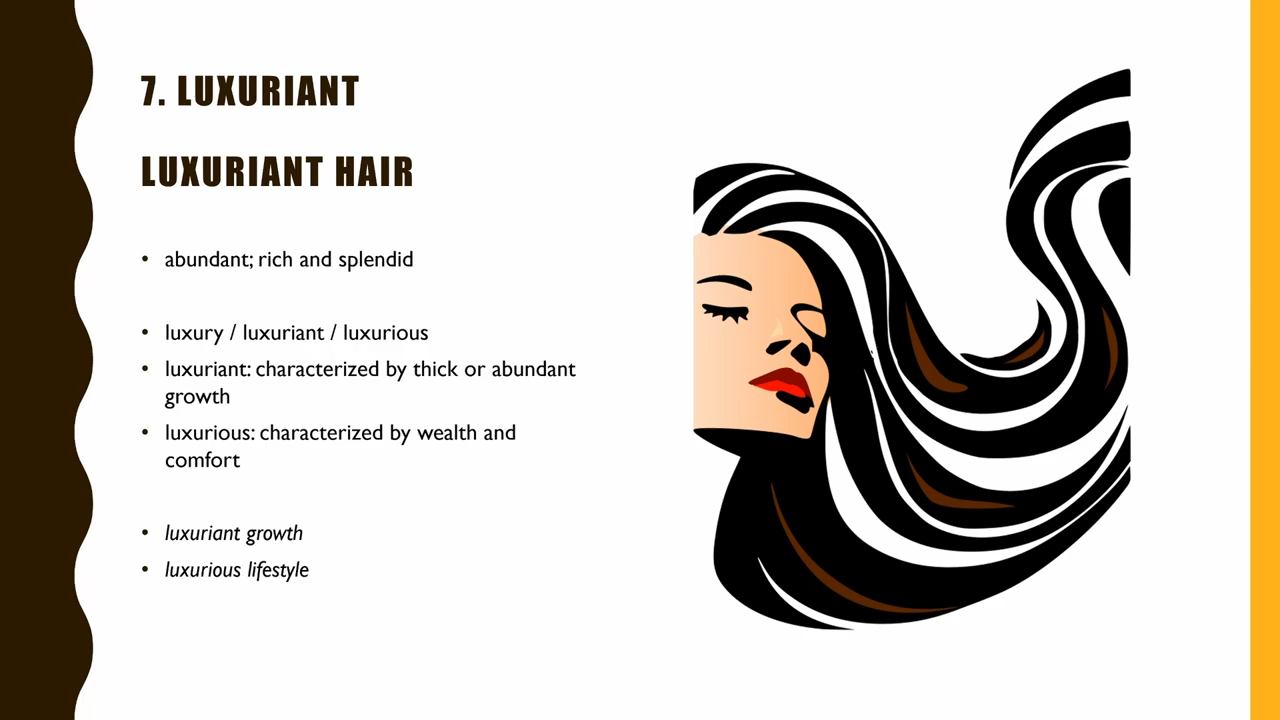 7. LUXURIANT
LUXURIANT HAIR
• abundant; rich and splendid
• luxury / luxuriant / luxurious
• luxuriant: characterized by thick or abundant
growth
• luxurious: characterized by wealth and
comfort
• luxuriant growth
• luxurious lifestyle